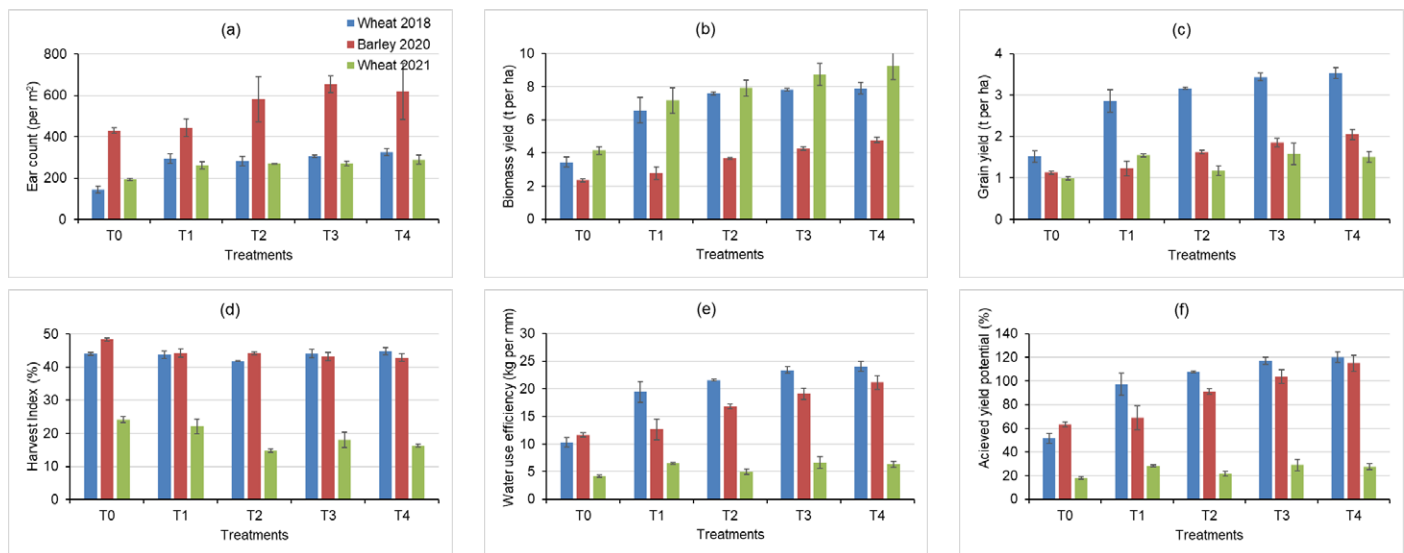 (a)
Wheat 2018
Barley 2020
Wheat 2021
Ear count (per m²)
800
600
400
200
0
T0 T1 T2 T3 T4
Treatments
(b)
Biomass yield (t per ha)
10
8
6
4
2
0
T0 T1 T2 T3 T4
Treatments
(c)
Grain yield (t per ha)
4
3
2
1
0
T0 T1 T2 T3 T4
Treatments
(d)
Harvest Index (%)
50
40
30
20
10
0
T0 T1 T2 T3 T4
Treatments
(e)
Water use efficiency (kg per mm)
30
25
20
15
10
5
0
T0 T1 T2 T3 T4
Treatments
(f)
Acieved yield potential (%)
140
120
100
80
60
40
20
0
T0 T1 T2 T3 T4
Treatments